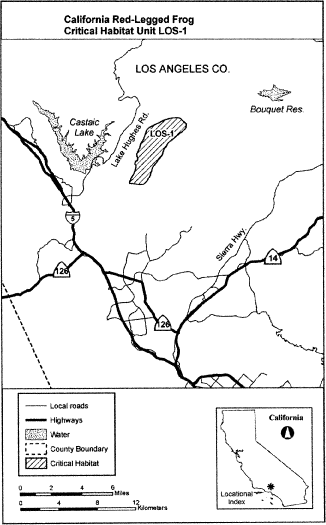 California Red-Legged Frog
Critical Habitat Unit LOS-1
LOS ANGELES CO.
Bouquet Res.
Castaic
Lake
Lake Hughes Rd.
LOS-1
5
Sierra Hwy.
14
126
126
Local roads
Highways
Water
County Boundary
Critical Habitat
0 2 4 6
Miles
0 4 8 12
Kilometers
California
Locational
Index